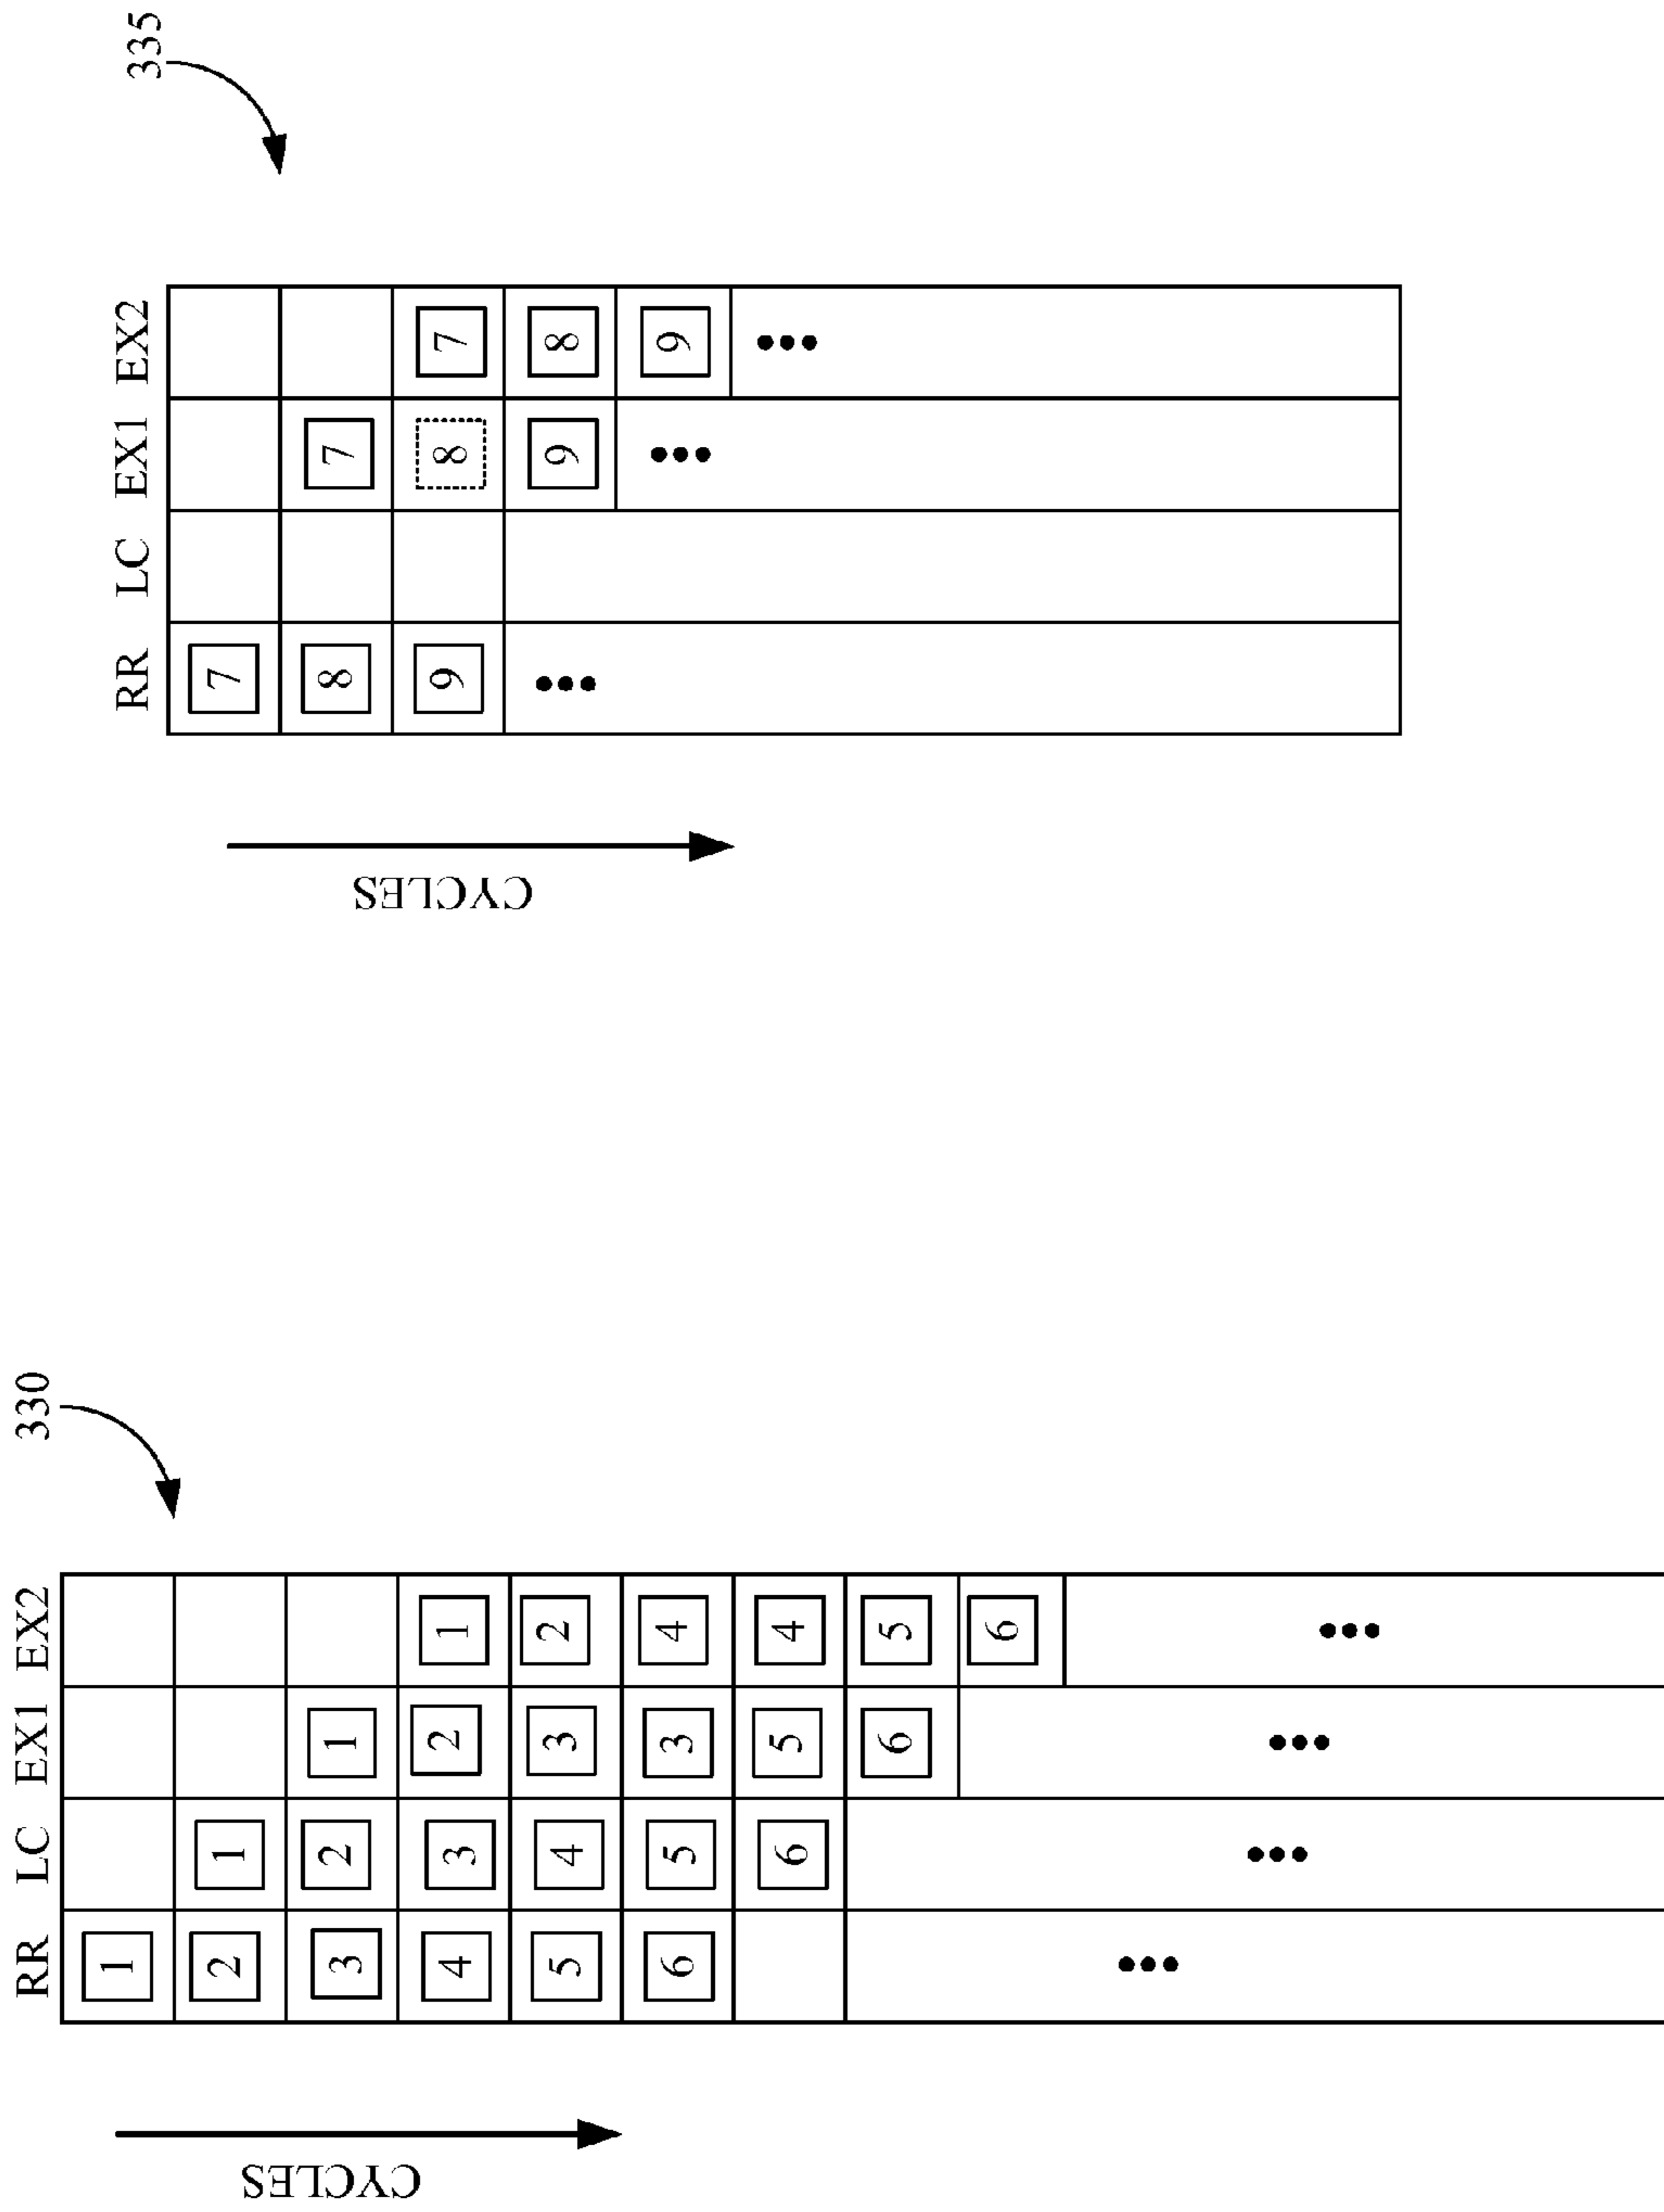 330
RR LC EX1 EX2
1
2 1
3 2 1
4 3 2 1
5 4 3 2
6 5 3 4
6 5 4
6 5
6
CYCLES
335
RR LC EX1 EX2
7
8 7
9 8 7
9 8
9
CYCLES